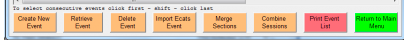 To select consecutive events click first - shift - click last
Create New Event
Retrieve Event
Delete Event
Import Ecats Event
Merge Sections
Combine Sessions
Print Event List
Return to Main Menu